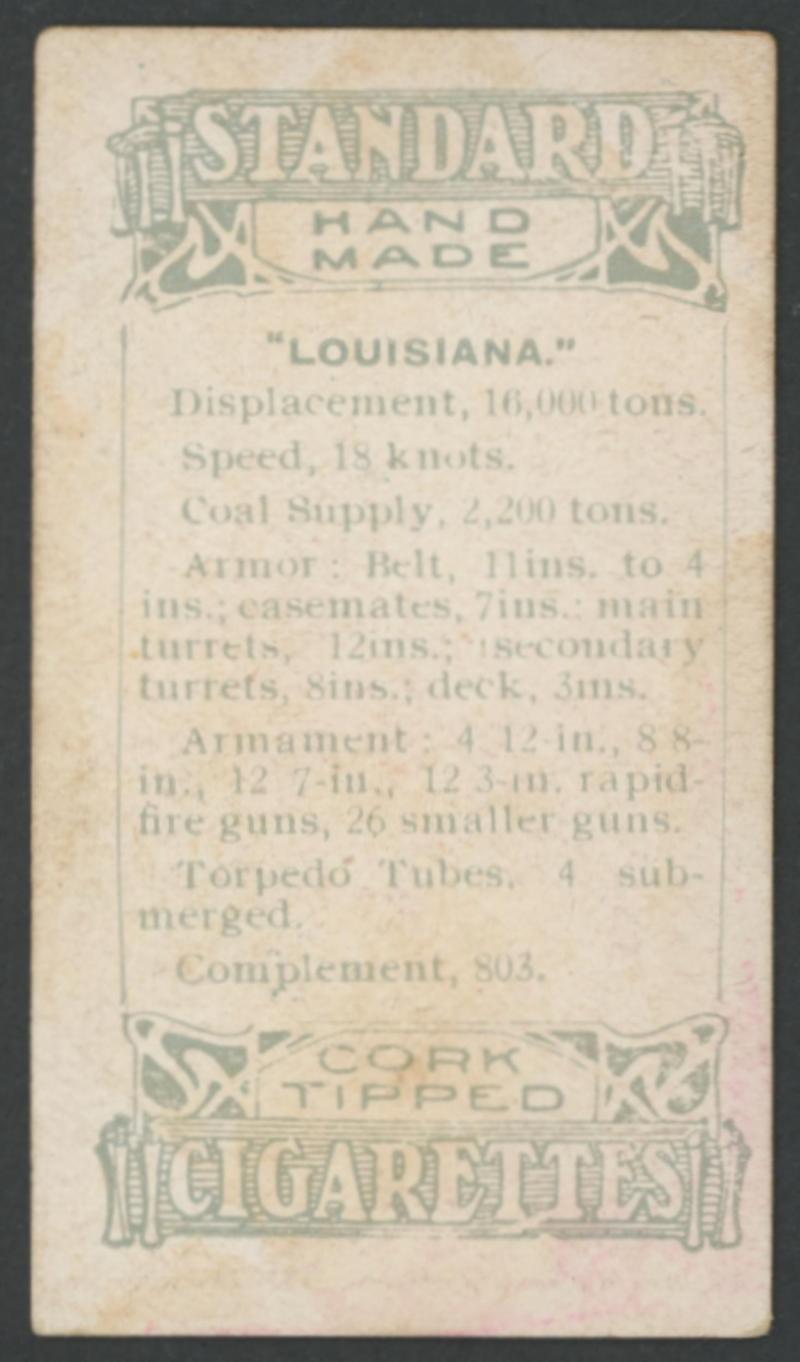 STANDARD
HAND
MADE
"LOUISIANA."
Displacement, 16,000 tons.
Speed, 18 knots.
Coal Supply, 2,200 tons.
Armor: Belt, 11ins. to 4
ins.; casemates, 7ins.; main
turrets, 12ins.; secondary
turrets, 8ins.; deck, 3ins.
Armament: 4 12-in., 8 8-
in., 12 7-in., 12 3-in. rapid-
fire guns, 26 smaller guns.
Torpedo Tubes, 4 sub-
merged.
Complement, 803.
CORK
TIPPED
CIGARETTES